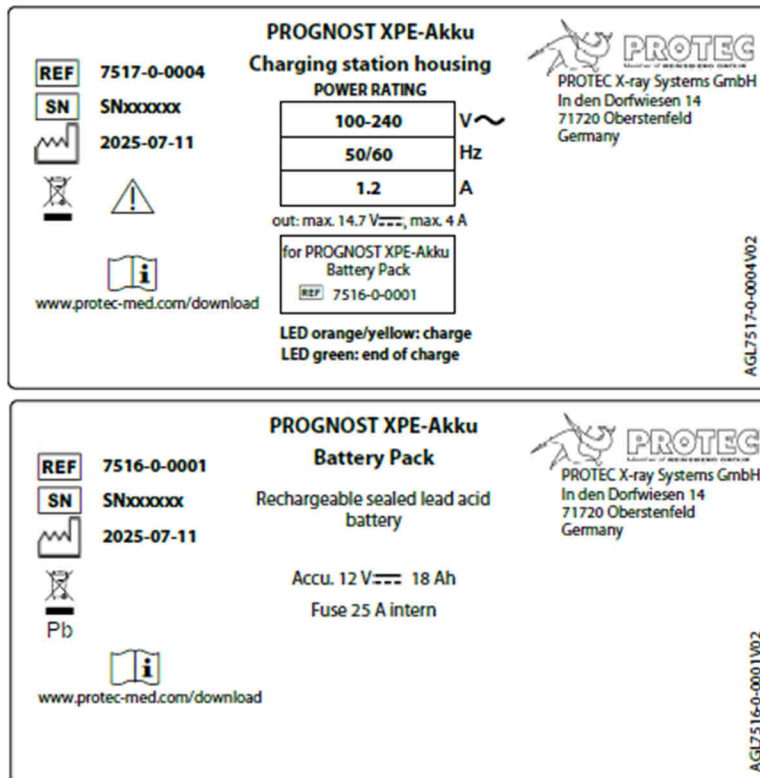 PROGNOST XPE-Akku
Charging station housing
REF 7517-0-0004
SN SNxxxxxx
2025-07-11
POWER RATING
100-240 V~
50/60 Hz
1.2 A
out: max. 14.7 V⎓, max. 4 A
for PROGNOST XPE-Akku
Battery Pack
REF 7516-0-0001
www.protec-med.com/download
LED orange/yellow: charge
LED green: end of charge
PROTEC
PROTEC X-ray Systems GmbH
In den Dorfwiesen 14
71720 Oberstenfeld
Germany
AGL7517-0-0004V02
PROGNOST XPE-Akku
Battery Pack
REF 7516-0-0001
SN SNxxxxxx
2025-07-11
Rechargeable sealed lead acid
battery
Accu. 12 V⎓ 18 Ah
Fuse 25 A intern
Pb
www.protec-med.com/download
PROTEC
PROTEC X-ray Systems GmbH
In den Dorfwiesen 14
71720 Oberstenfeld
Germany
AGL7516-0-0001V02